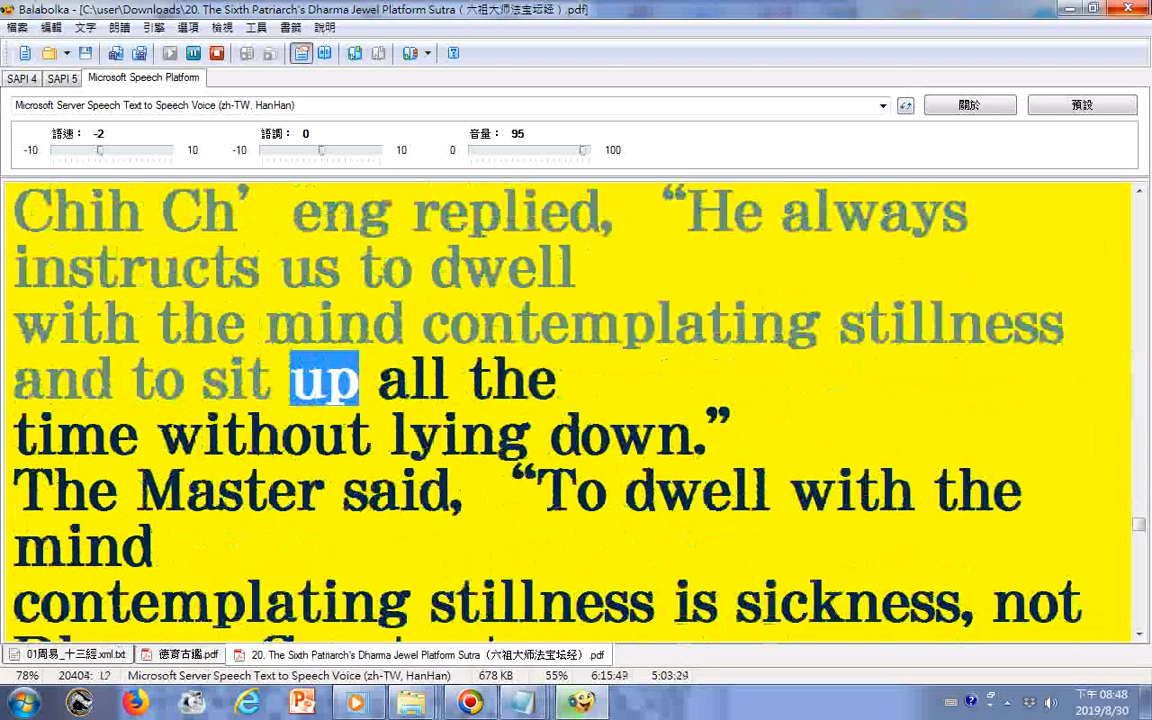 Balabolka - [C:\user\Downloads\20. The Sixth Patriarch's Dharma Jewel Platform Sutra（六祖大师法宝坛经）.pdf]
檔案 編輯 文字 朗讀 引擎 選項 檢視 工具 書籤 說明
SAPI 4 SAPI 5 Microsoft Speech Platform
Microsoft Server Speech Text to Speech Voice (zh-TW, HanHan) 關於 預設
語速： -2 語調： 0 音量： 95
-10 10 -10 10 0 100
Chih Ch’ eng replied, “He always
instructs us to dwell
with the mind contemplating stillness
and to sit up all the
time without lying down.”
The Master said, “To dwell with the
mind
contemplating stillness is sickness, not
01周易_十三經.xml.txt 德育古鑑.pdf 20. The Sixth Patriarch's Dharma Jewel Platform Sutra（六祖大师法宝坛经）.pdf
78% 20404: L2 Microsoft Server Speech Text to Speech Voice (zh-TW, HanHan) 678 KB 55% 6:15:49 5:03:29
下午 08:48
2019/8/30